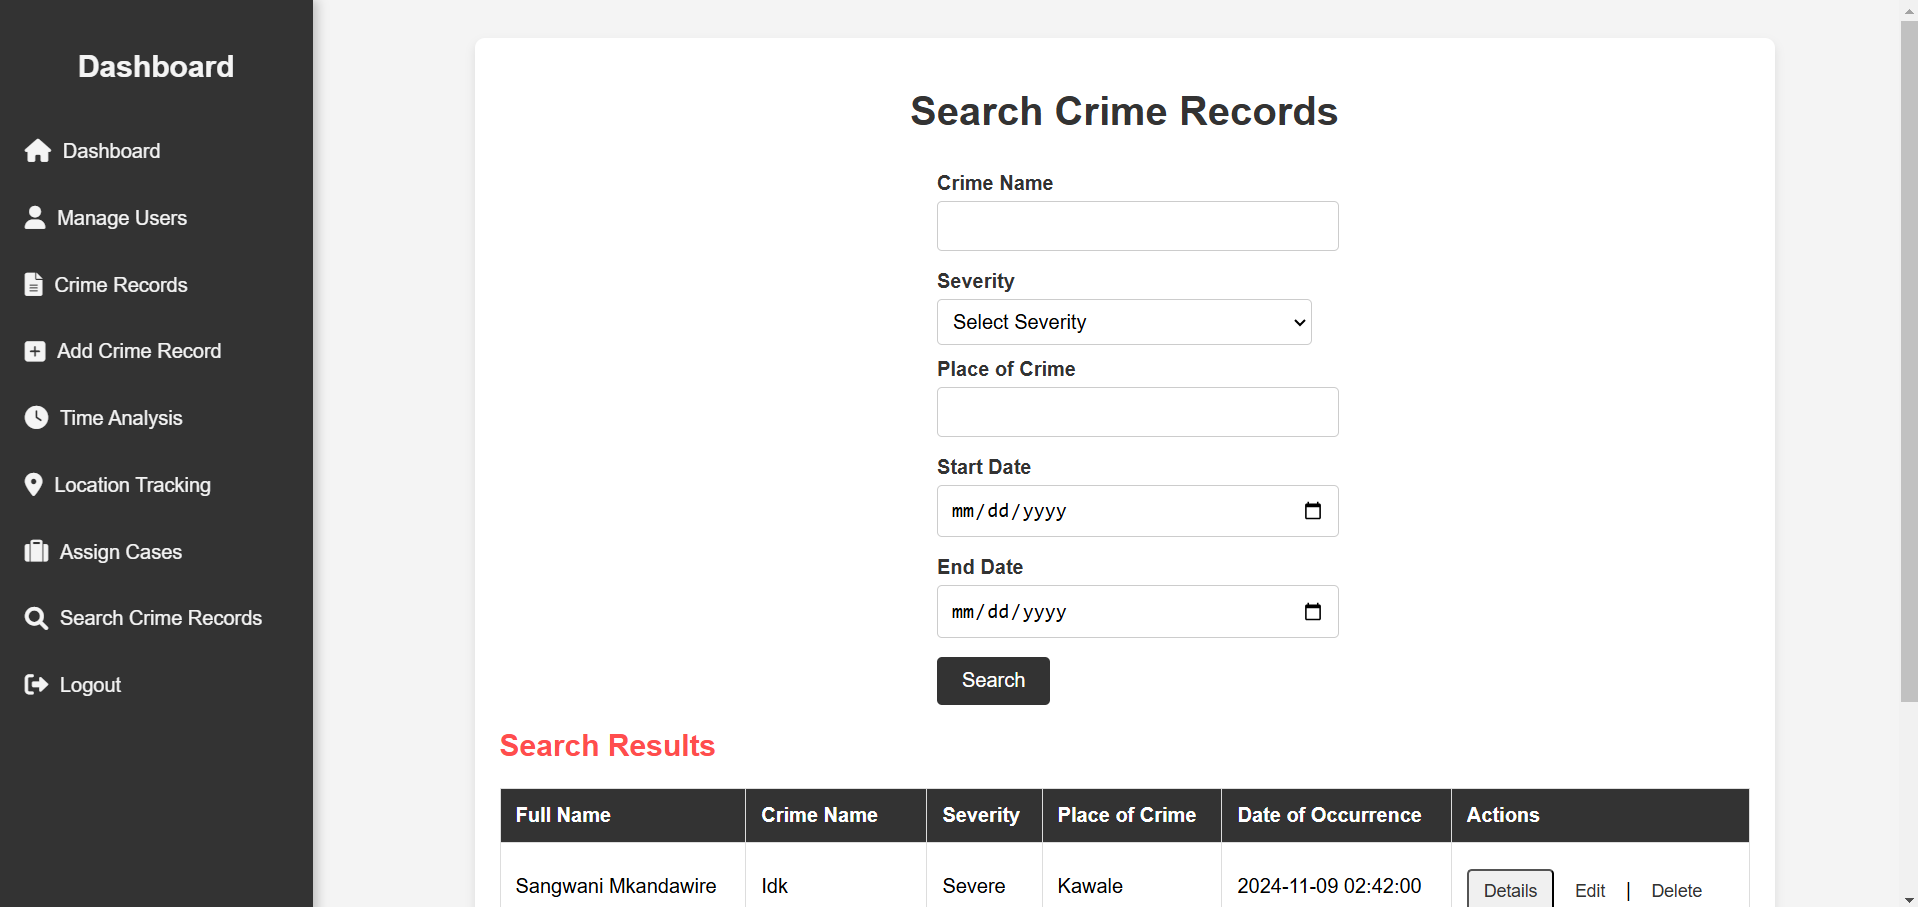 Dashboard
Dashboard
Manage Users
Crime Records
Add Crime Record
Time Analysis
Location Tracking
Assign Cases
Search Crime Records
Logout
Search Crime Records
Crime Name
Severity
Select Severity
Place of Crime
Start Date
mm/dd/yyyy
End Date
mm/dd/yyyy
Search
Search Results
Full Name Crime Name Severity Place of Crime Date of Occurrence Actions
Sangwani Mkandawire Idk Severe Kawale 2024-11-09 02:42:00 Details Edit | Delete